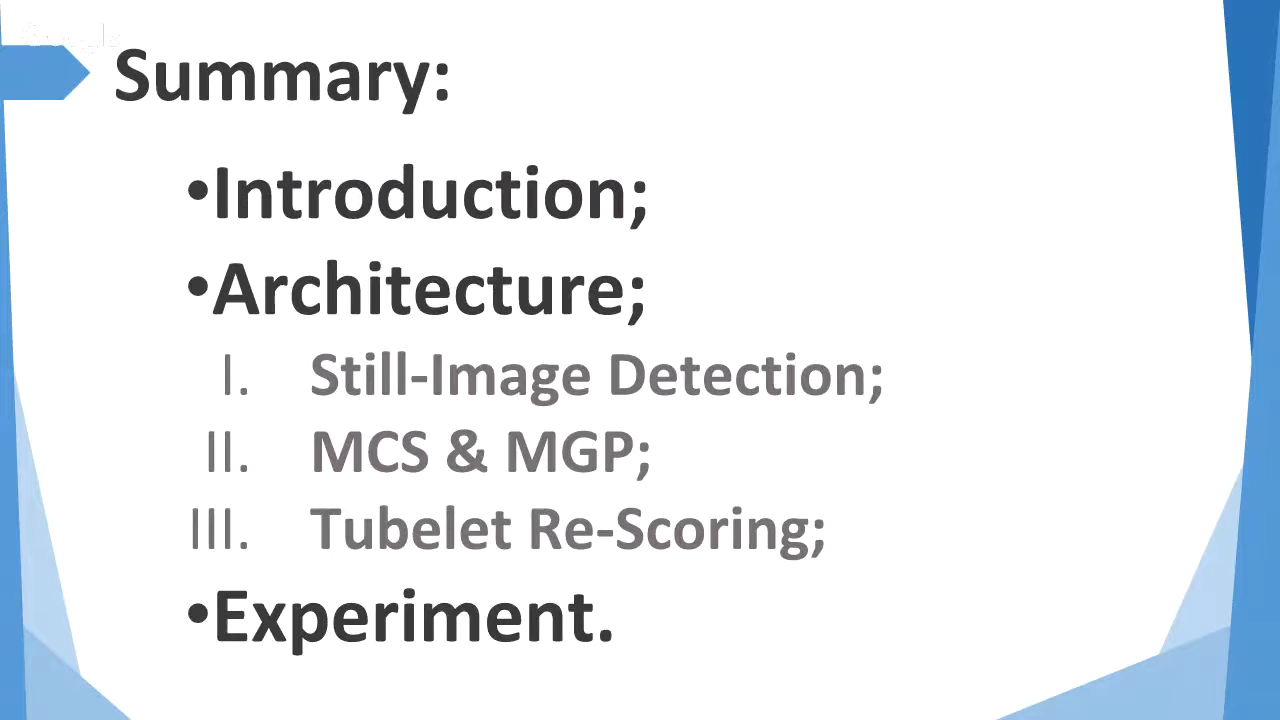 Summary:
•Introduction;
•Architecture;
I. Still-Image Detection;
II. MCS & MGP;
III. Tubelet Re-Scoring;
•Experiment.